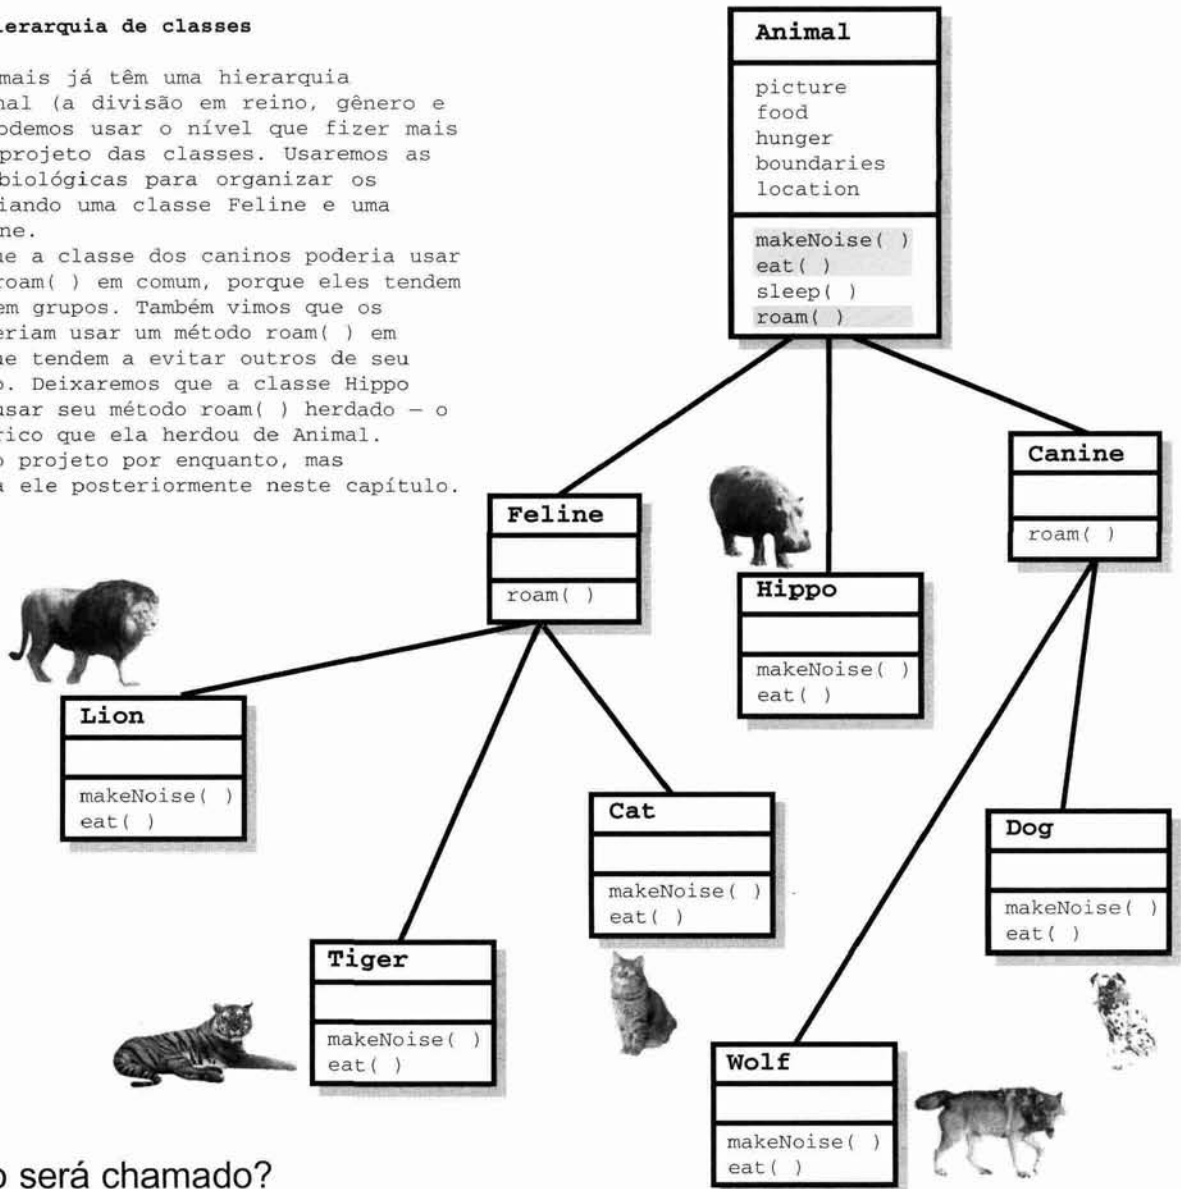 ierarquia de classes
mais já têm uma hierarquia
nal (a divisão em reino, gênero e
odemos usar o nível que fizer mais
projeto das classes. Usaremos as
biológicas para organizar os
iando uma classe Feline e uma
ne.
ue a classe dos caninos poderia usar
roam( ) em comum, porque eles tendem
em grupos. Também vimos que os
eriam usar um método roam( ) em
ue tendem a evitar outros de seu
o. Deixaremos que a classe Hippo
usar seu método roam( ) herdado — o
rico que ela herdou de Animal.
o projeto por enquanto, mas
a ele posteriormente neste capítulo.
Animal
picture
food
hunger
boundaries
location
makeNoise( )
eat( )
sleep( )
roam( )
Feline
roam( )
Hippo
makeNoise( )
eat( )
Canine
roam( )
Lion
makeNoise( )
eat( )
Tiger
makeNoise( )
eat( )
Cat
makeNoise( )
eat( )
Wolf
makeNoise( )
eat( )
Dog
makeNoise( )
eat( )
o será chamado?